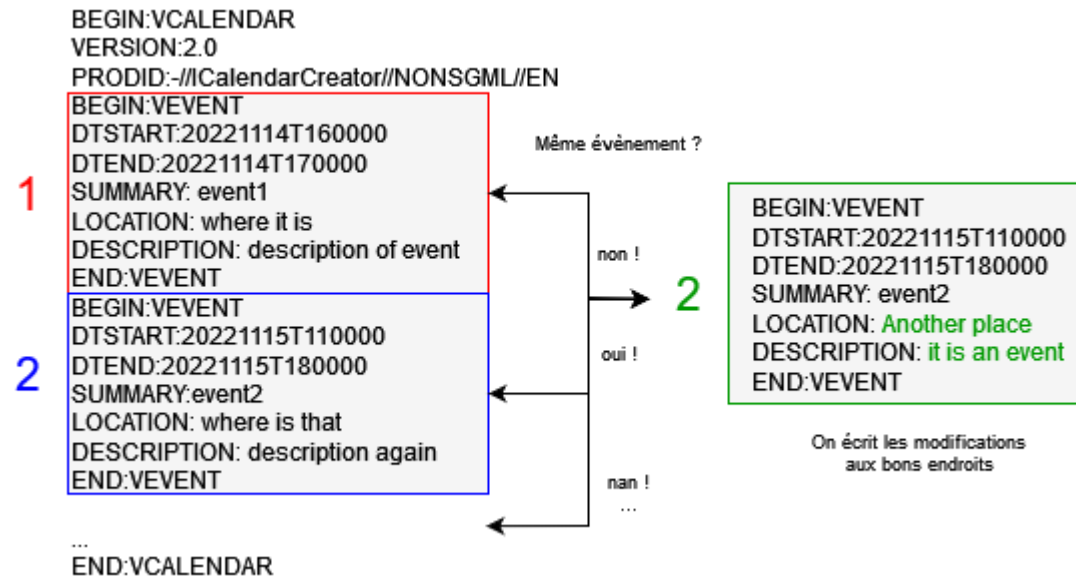 BEGIN:VCALENDAR
VERSION:2.0
PRODID:-//ICalendarCreator//NONSGML//EN
1
BEGIN:VEVENT
DTSTART:20221114T160000
DTEND:20221114T170000
SUMMARY: event1
LOCATION: where it is
DESCRIPTION: description of event
END:VEVENT
2
BEGIN:VEVENT
DTSTART:20221115T110000
DTEND:20221115T180000
SUMMARY:event2
LOCATION: where is that
DESCRIPTION: description again
END:VEVENT
...
END:VCALENDAR
Même évènement ?
non !
oui !
nan !
...
2
BEGIN:VEVENT
DTSTART:20221115T110000
DTEND:20221115T180000
SUMMARY: event2
LOCATION: Another place
DESCRIPTION: it is an event
END:VEVENT
On écrit les modifications
aux bons endroits